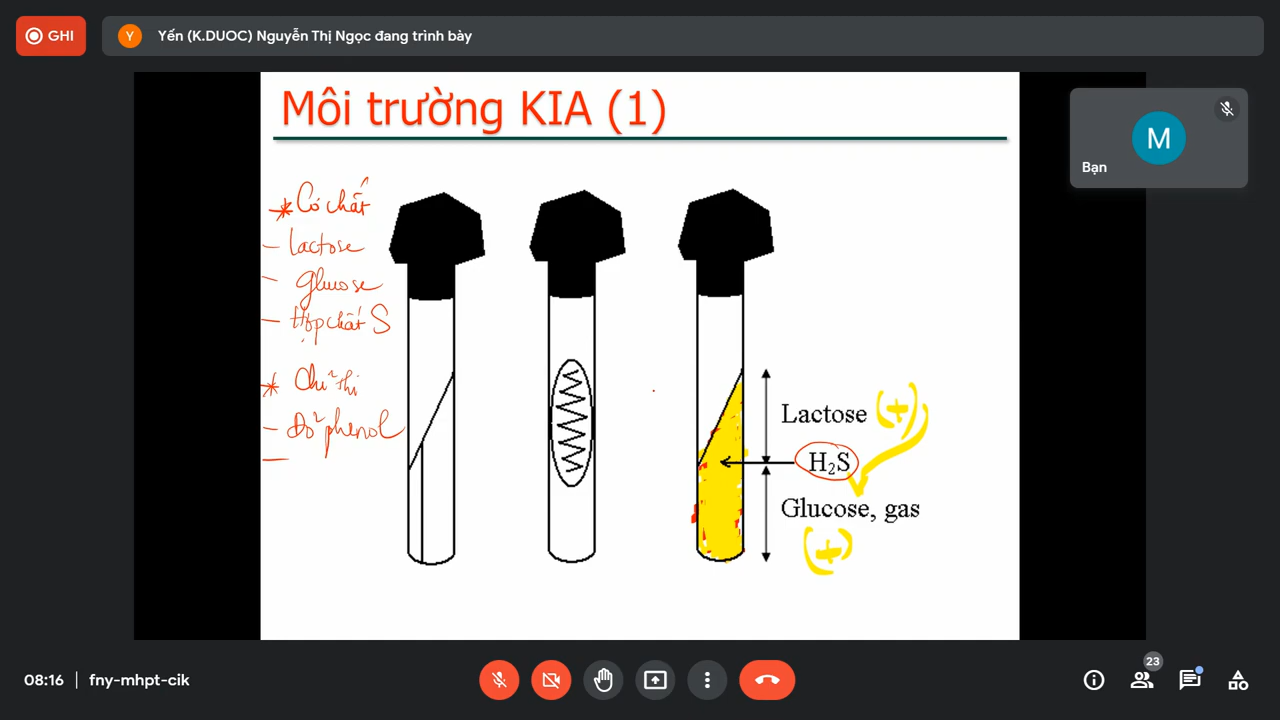 GHI
Y
Yến (K.DUOC) Nguyễn Thị Ngọc đang trình bày
Môi trường KIA (1)
M
Bạn
* Có chất
- Lactose
- glucose
- Hợp chất S
* Chỉ thị
- Đỏ phenol
-
Lactose (+)
H₂S
Glucose, gas
(+)
08:16 | fny-mhpt-cik
23